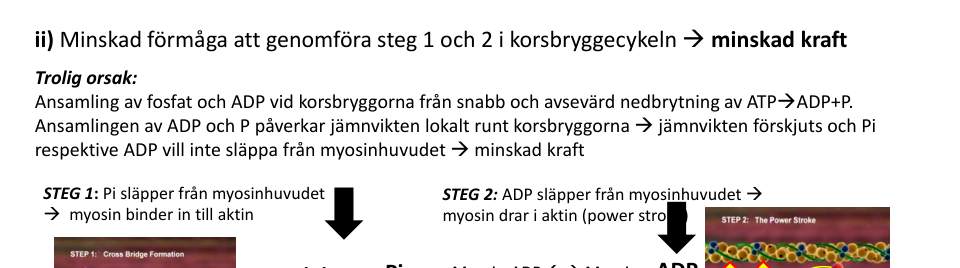 ii) Minskad förmåga att genomföra steg 1 och 2 i korsbryggecykeln → minskad kraft
Trolig orsak:
Ansamling av fosfat och ADP vid korsbryggorna från snabb och avsevärd nedbrytning av ATP→ADP+P.
Ansamlingen av ADP och P påverkar jämnvikten lokalt runt korsbryggorna → jämnvikten förskjuts och Pi
respektive ADP vill inte släppa från myosinhuvudet → minskad kraft
STEG 1: Pi släpper från myosinhuvudet
→ myosin binder in till aktin
STEG 2: ADP släpper från myosinhuvudet →
myosin drar i aktin (power stro
STEP 1: Cross Bridge Formation
STEP 2: The Power Stroke
Pi
ADP